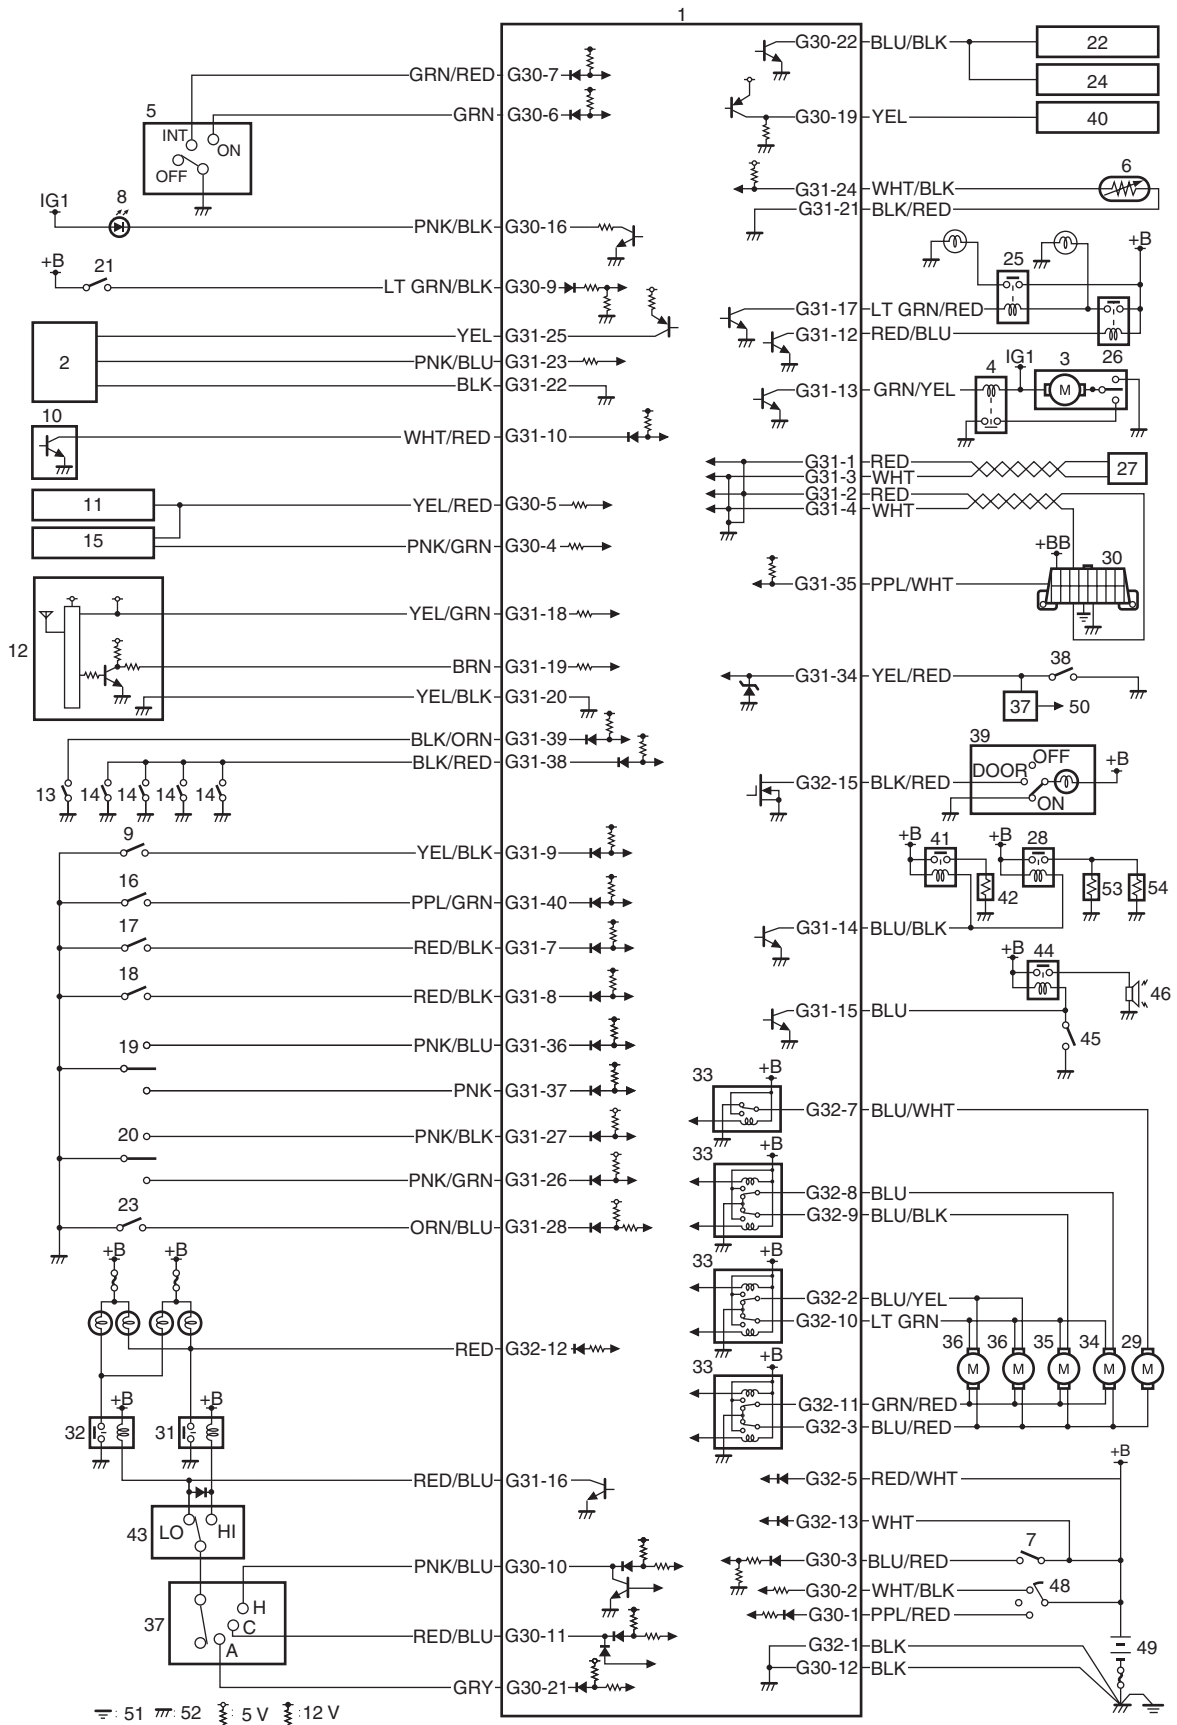 1
GRN/RED G30-7
GRN G30-6
5
INT
ON
OFF
IG1
8
PNK/BLK G30-16
+B
21
LT GRN/BLK G30-9
2
YEL G31-25
PNK/BLU G31-23
BLK G31-22
10
WHT/RED G31-10
11
YEL/RED G30-5
15
PNK/GRN G30-4
12
YEL/GRN G31-18
BRN G31-19
YEL/BLK G31-20
BLK/ORN G31-39
BLK/RED G31-38
13 14 14 14 14
9
YEL/BLK G31-9
16
PPL/GRN G31-40
17
RED/BLK G31-7
18
RED/BLK G31-8
19
PNK/BLU G31-36
PNK G31-37
20
PNK/BLK G31-27
PNK/GRN G31-26
23
ORN/BLU G31-28
+B +B
RED G32-12
+B +B
32 31
RED/BLU G31-16
43
LO HI
PNK/BLU G30-10
37
H
C
A
RED/BLU G30-11
GRY G30-21
: 51 : 52 : 5 V : 12 V
G30-22 BLU/BLK
22
24
G30-19 YEL
40
6
G31-24 WHT/BLK
G31-21 BLK/RED
+B
25
G31-17 LT GRN/RED
G31-12 RED/BLU
26
4
IG1
3
M
G31-13 GRN/YEL
G31-1 RED
G31-3 WHT
27
G31-2 RED
G31-4 WHT
+BB
30
G31-35 PPL/WHT
38
G31-34 YEL/RED
37
50
39
OFF
DOOR
ON
+B
G32-15 BLK/RED
+B 41 +B 28
42 53 54
G31-14 BLU/BLK
+B 44
46
G31-15 BLU
45
33 +B
G32-7 BLU/WHT
33 +B
G32-8 BLU
G32-9 BLU/BLK
33 +B
G32-2 BLU/YEL
G32-10 LT GRN
36 36 35 34 29
M M M M M
33 +B
G32-11 GRN/RED
G32-3 BLU/RED
+B
G32-5 RED/WHT
G32-13 WHT
7
G30-3 BLU/RED
G30-2 WHT/BLK
48
G30-1 PPL/RED
G32-1 BLK
49
G30-12 BLK